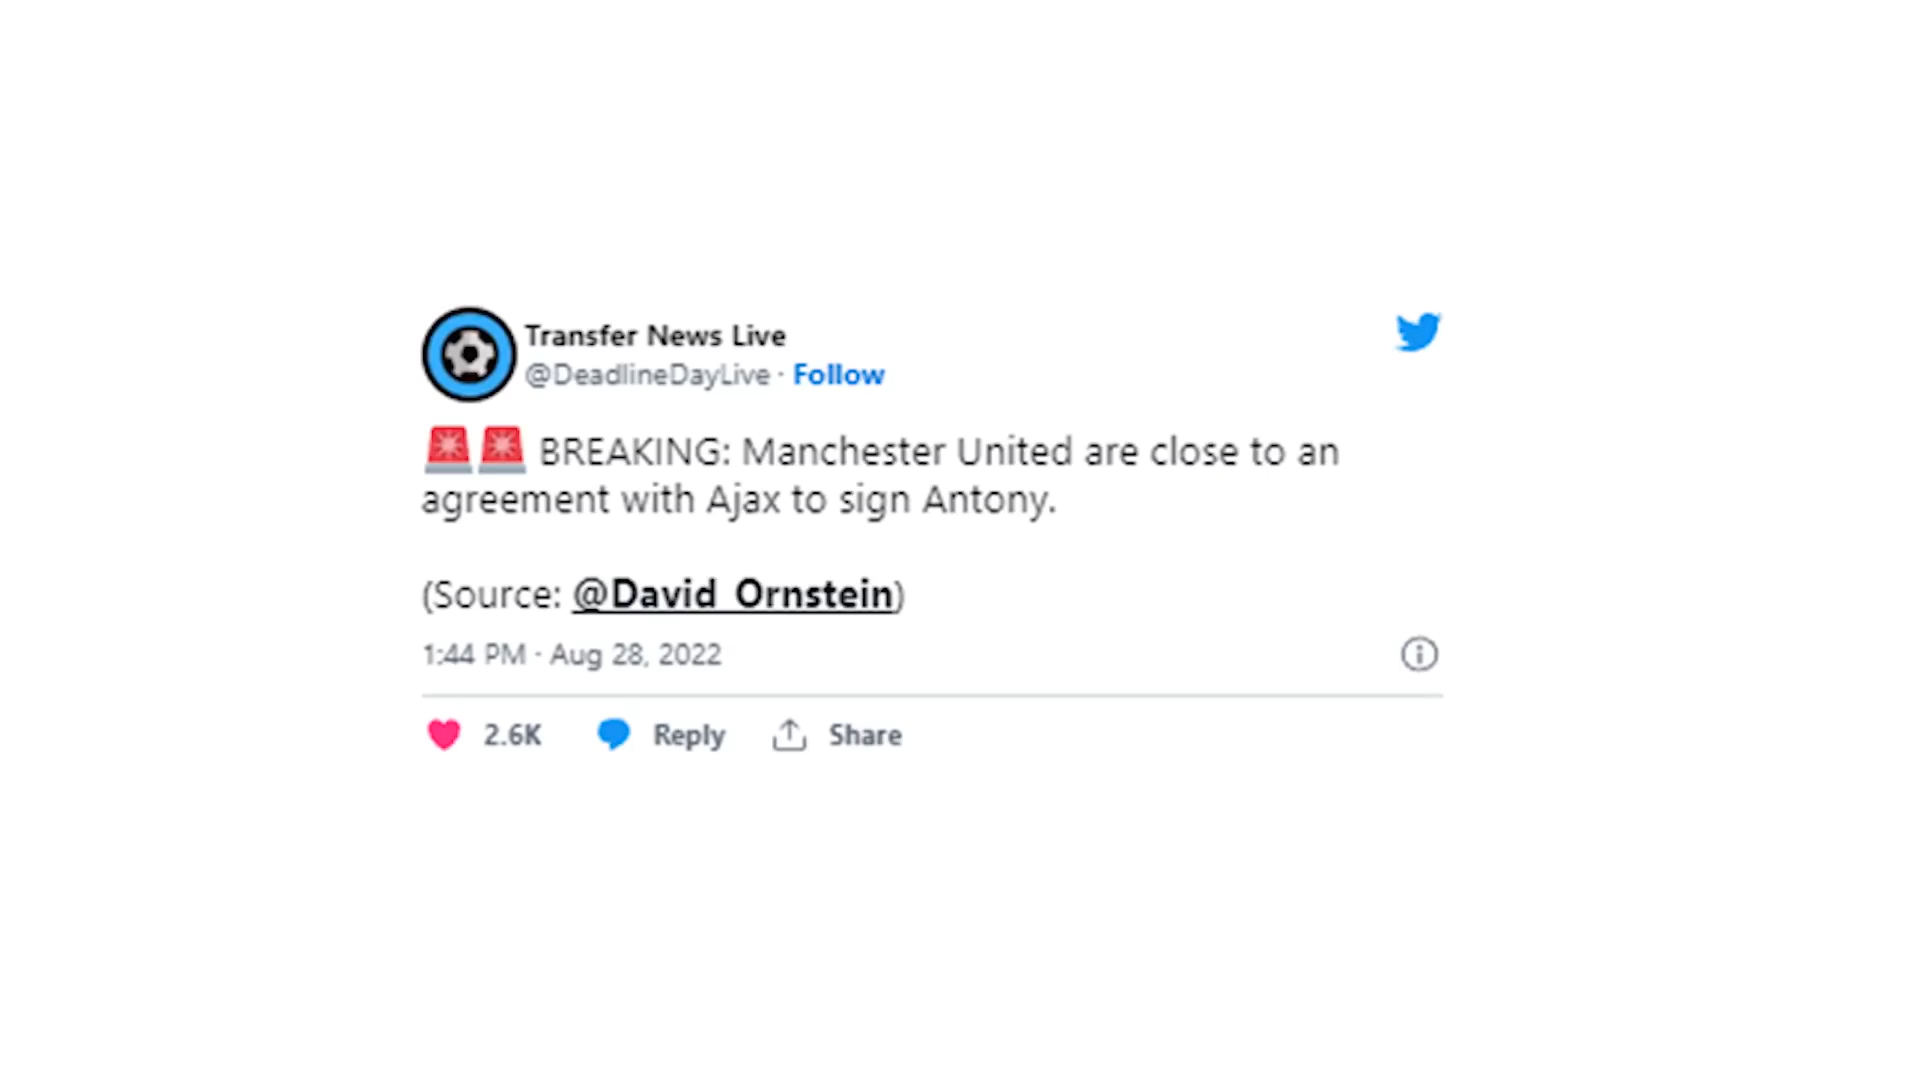 Transfer News Live
@DeadlineDayLive · Follow
🚨🚨 BREAKING: Manchester United are close to an
agreement with Ajax to sign Antony.
(Source: @David_Ornstein)
1:44 PM · Aug 28, 2022
2.6K Reply Share